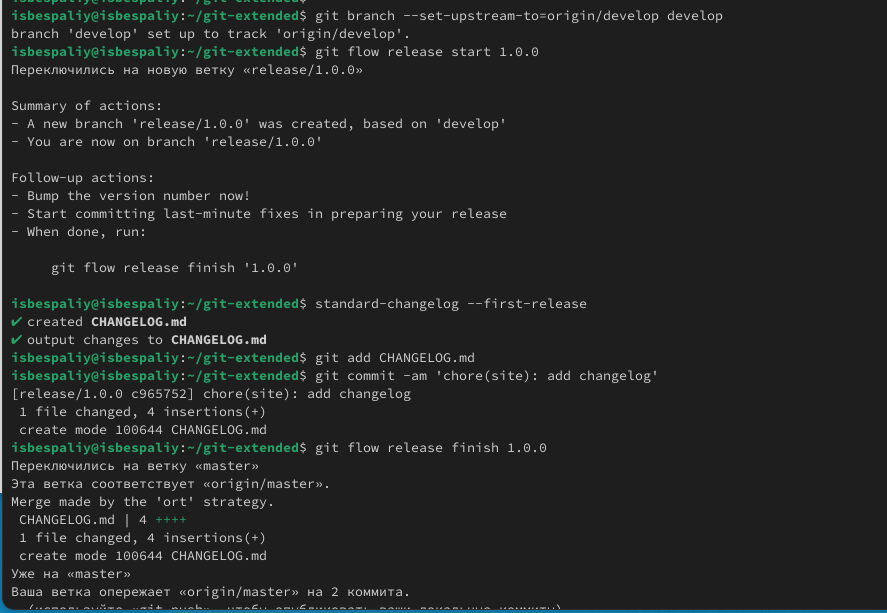 isbespaliy@isbespaliy:~/git-extended$ git branch --set-upstream-to=origin/develop develop
branch 'develop' set up to track 'origin/develop'.
isbespaliy@isbespaliy:~/git-extended$ git flow release start 1.0.0
Переключились на новую ветку «release/1.0.0»
Summary of actions:
- A new branch 'release/1.0.0' was created, based on 'develop'
- You are now on branch 'release/1.0.0'
Follow-up actions:
- Bump the version number now!
- Start committing last-minute fixes in preparing your release
- When done, run:
git flow release finish '1.0.0'
isbespaliy@isbespaliy:~/git-extended$ standard-changelog --first-release
✔ created CHANGELOG.md
✔ output changes to CHANGELOG.md
isbespaliy@isbespaliy:~/git-extended$ git add CHANGELOG.md
isbespaliy@isbespaliy:~/git-extended$ git commit -am 'chore(site): add changelog'
[release/1.0.0 c965752] chore(site): add changelog
1 file changed, 4 insertions(+)
create mode 100644 CHANGELOG.md
isbespaliy@isbespaliy:~/git-extended$ git flow release finish 1.0.0
Переключились на ветку «master»
Эта ветка соответствует «origin/master».
Merge made by the 'ort' strategy.
CHANGELOG.md | 4 ++++
1 file changed, 4 insertions(+)
create mode 100644 CHANGELOG.md
Уже на «master»
Ваша ветка опережает «origin/master» на 2 коммита.
(используйте «git push», чтобы опубликовать ваши локальные коммиты)